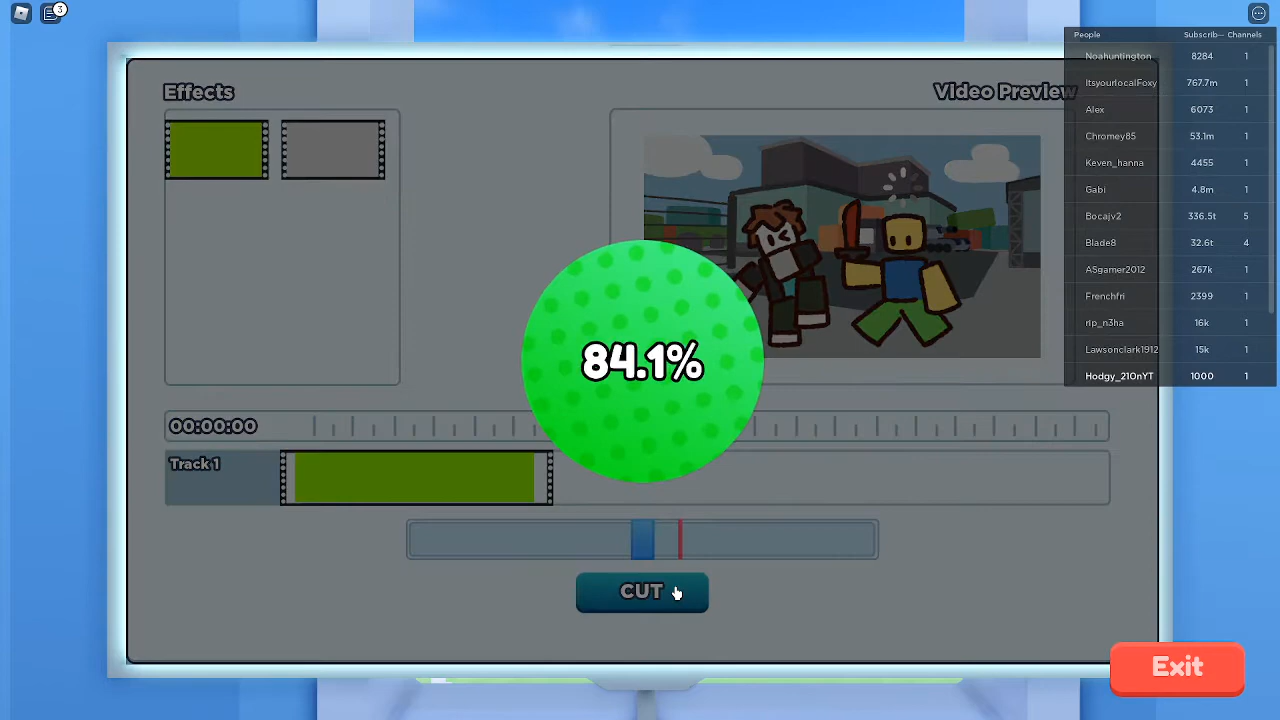 3
Effects
Video Preview
People Subscrib— Channels
Noahuntington 8284 1
ItsyourlocalFoxy 767.7m 1
Alex 6073 1
Chromey85 53.1m 1
Keven_hanna 4455 1
Gabi 4.8m 1
Bocajv2 336.5t 5
Blade8 32.6t 4
ASgamer2012 267k 1
Frenchfri 2399 1
rip_n3ha 16k 1
Lawsonclark1912 15k 1
Hodgy_210nYT 1000 1
84.1%
00:00:00
Track 1
CUT
Exit